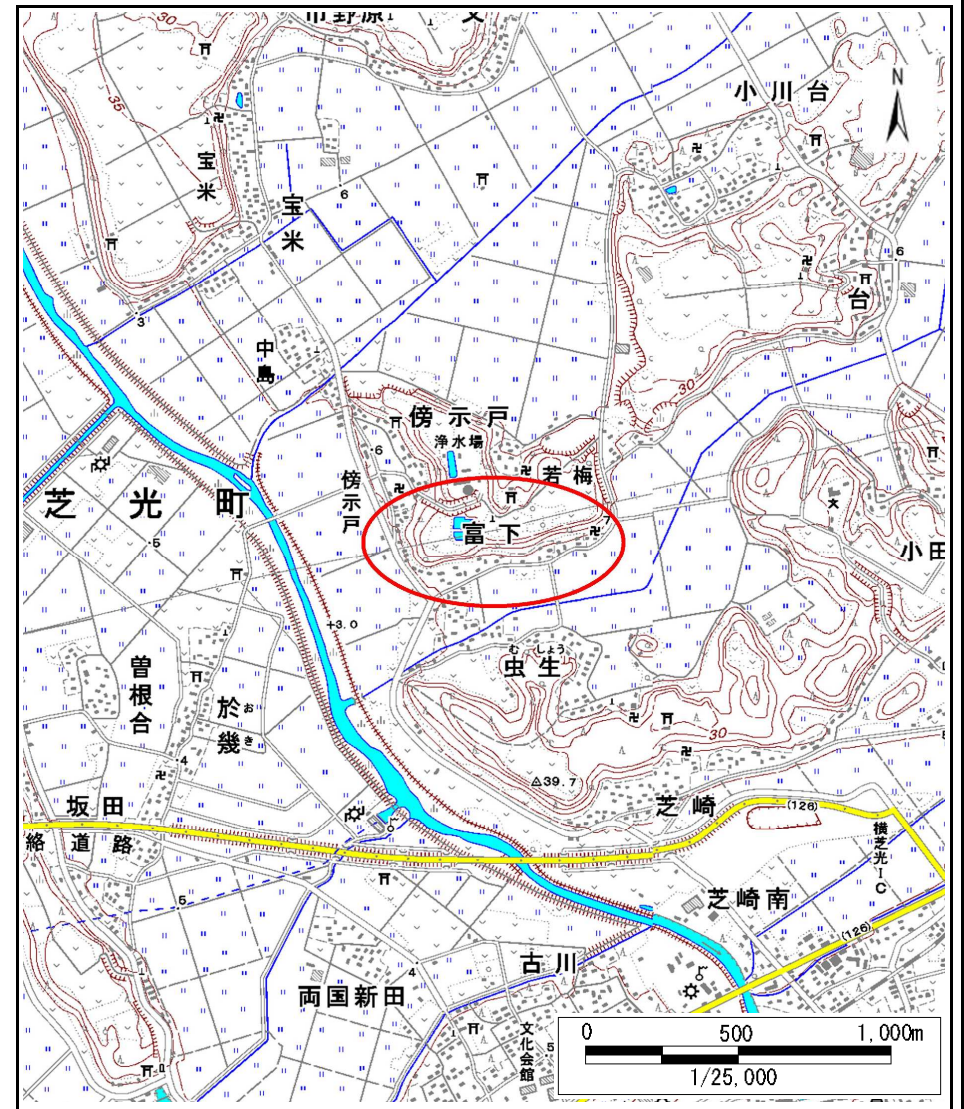 小川台
N
35
宝米
宝米
6
3
6
台
中島
30
傍示戸
浄水場
6
若梅
傍示戸
芝光町
富下
7
5
小田
+3.0
むしょう
虫生
曽根合
於幾
おき
30
4
39.7
坂田
芝崎
(126)
絡道路
横芝光IC
5
芝崎南
(126)
4
古川
両国新田
文化会館
5
0 500 1,000m
1/25,000